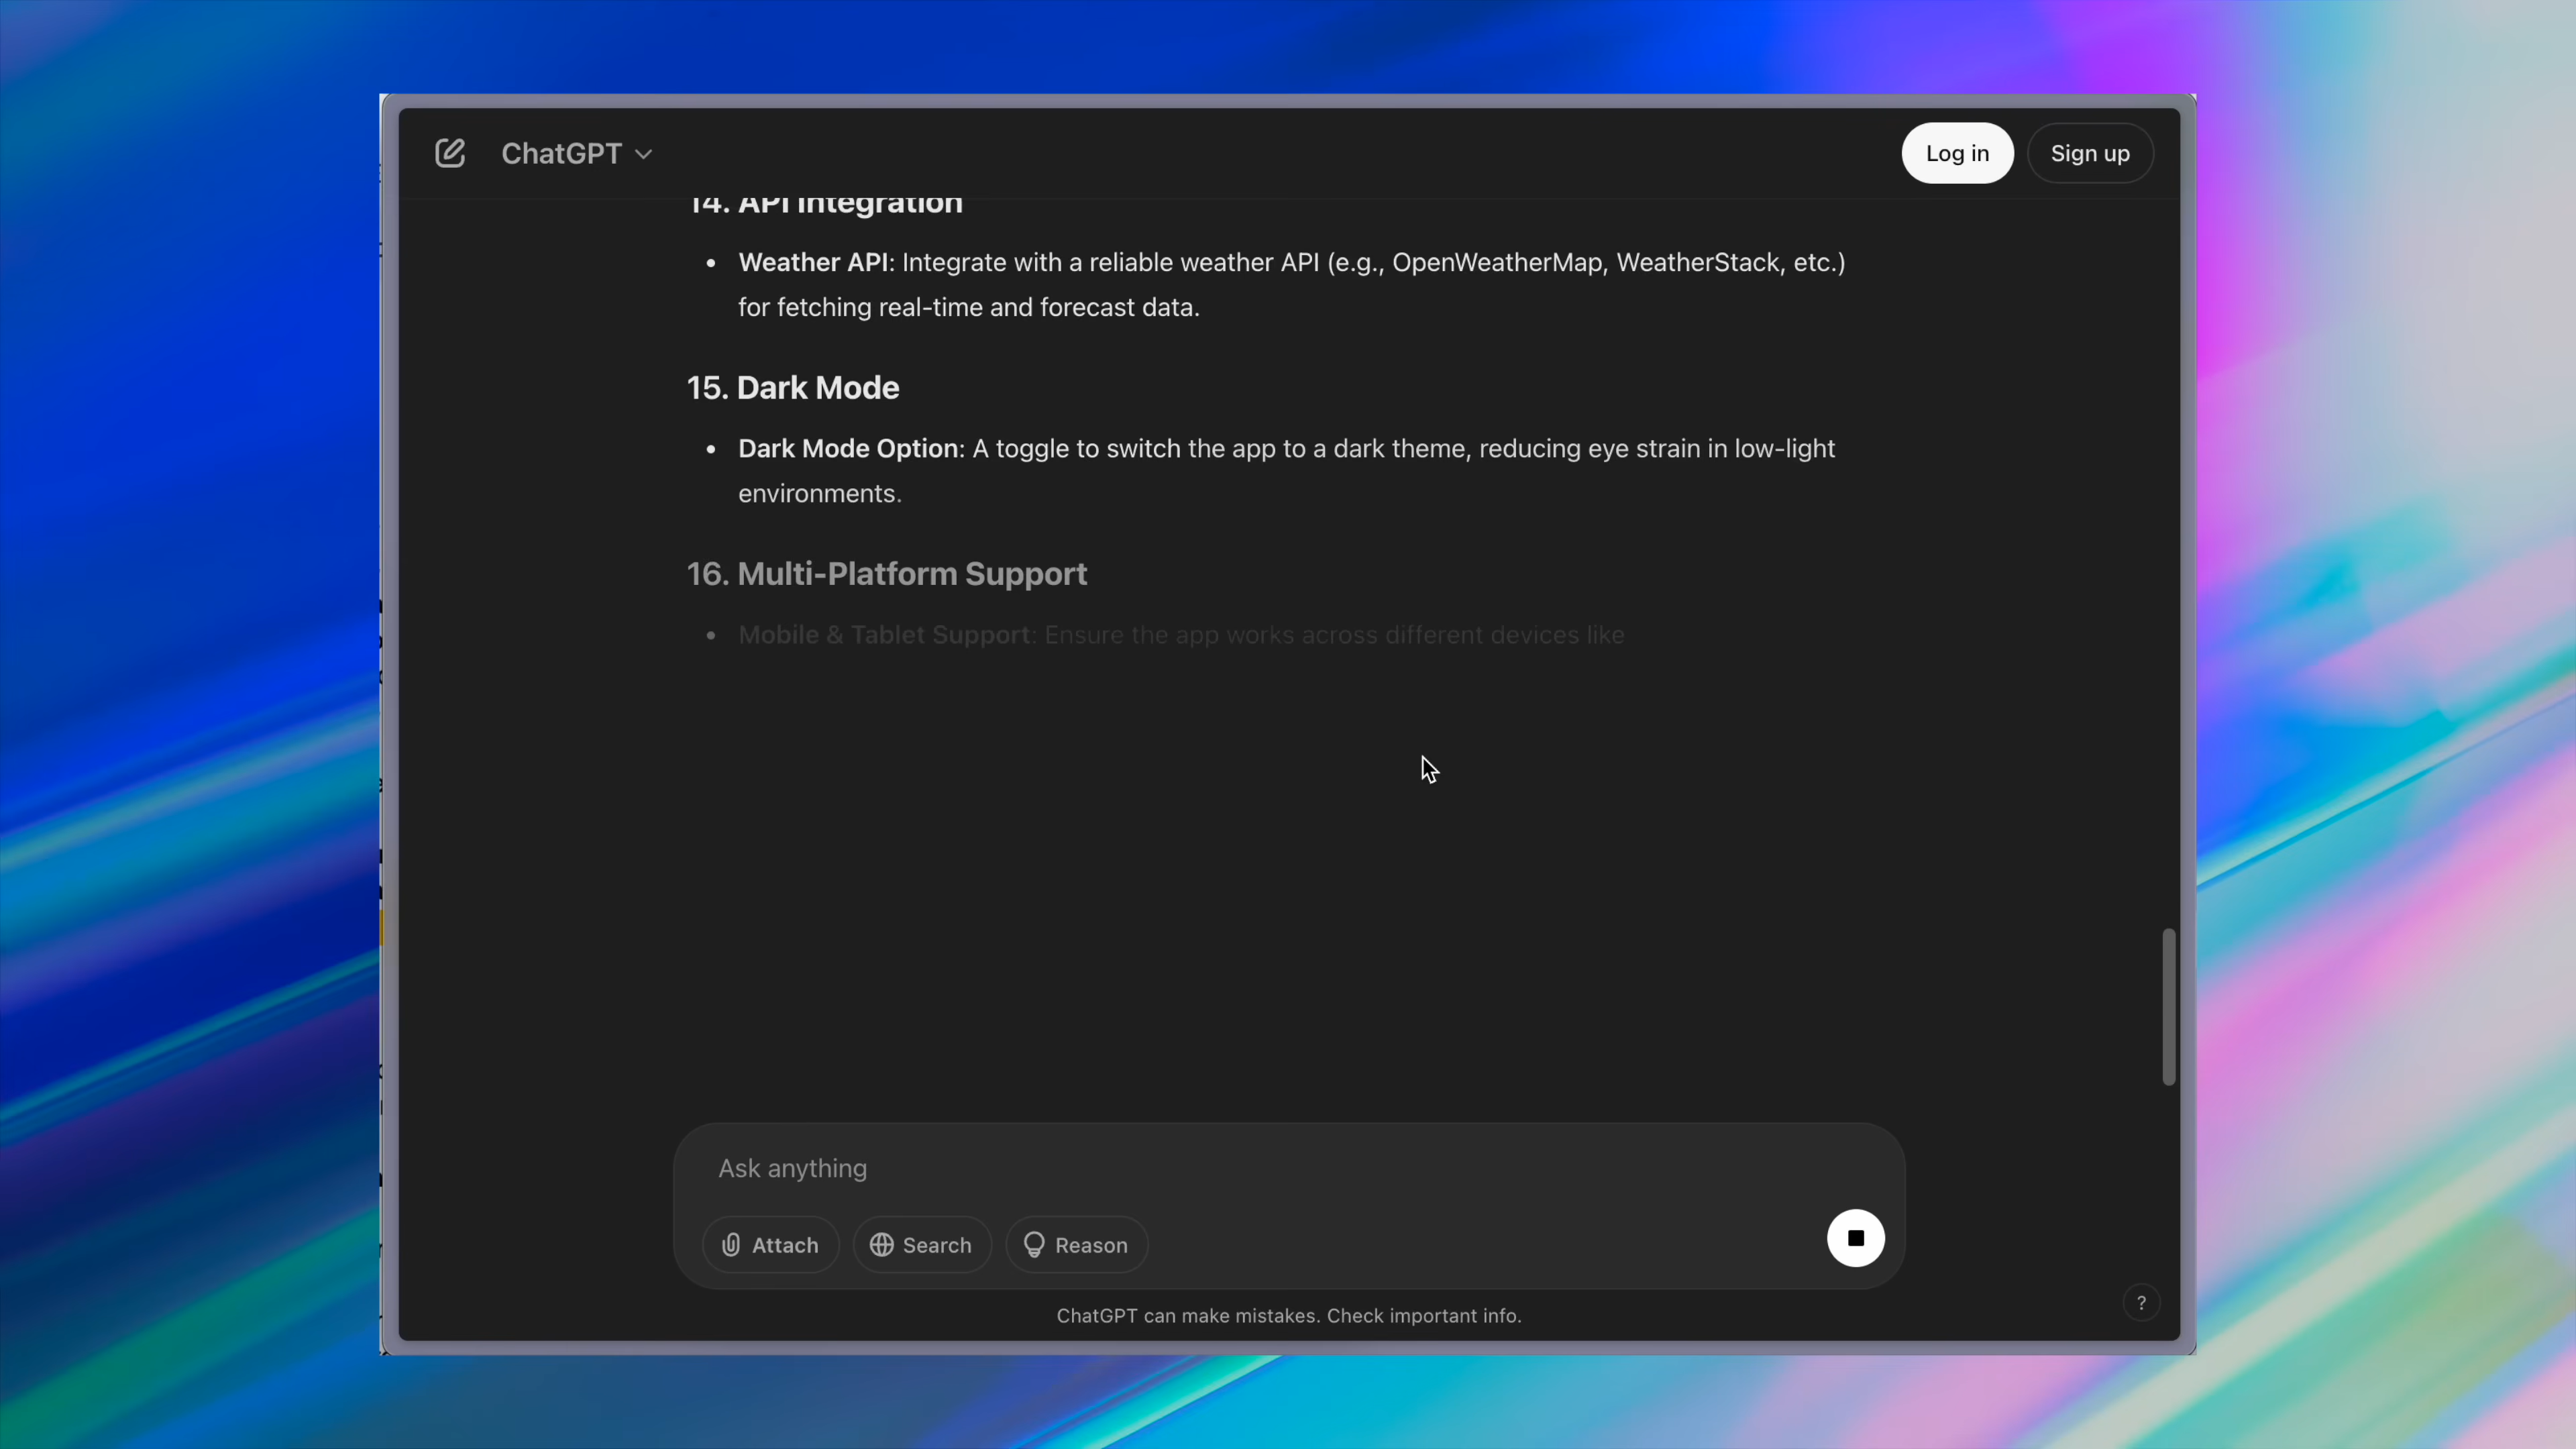 ChatGPT
Log in
Sign up
14. API Integration
Weather API: Integrate with a reliable weather API (e.g., OpenWeatherMap, WeatherStack, etc.)
for fetching real-time and forecast data.
15. Dark Mode
Dark Mode Option: A toggle to switch the app to a dark theme, reducing eye strain in low-light
environments.
16. Multi-Platform Support
Mobile & Tablet Support: Ensure the app works across different devices like
Ask anything
Attach
Search
Reason
ChatGPT can make mistakes. Check important info.
?